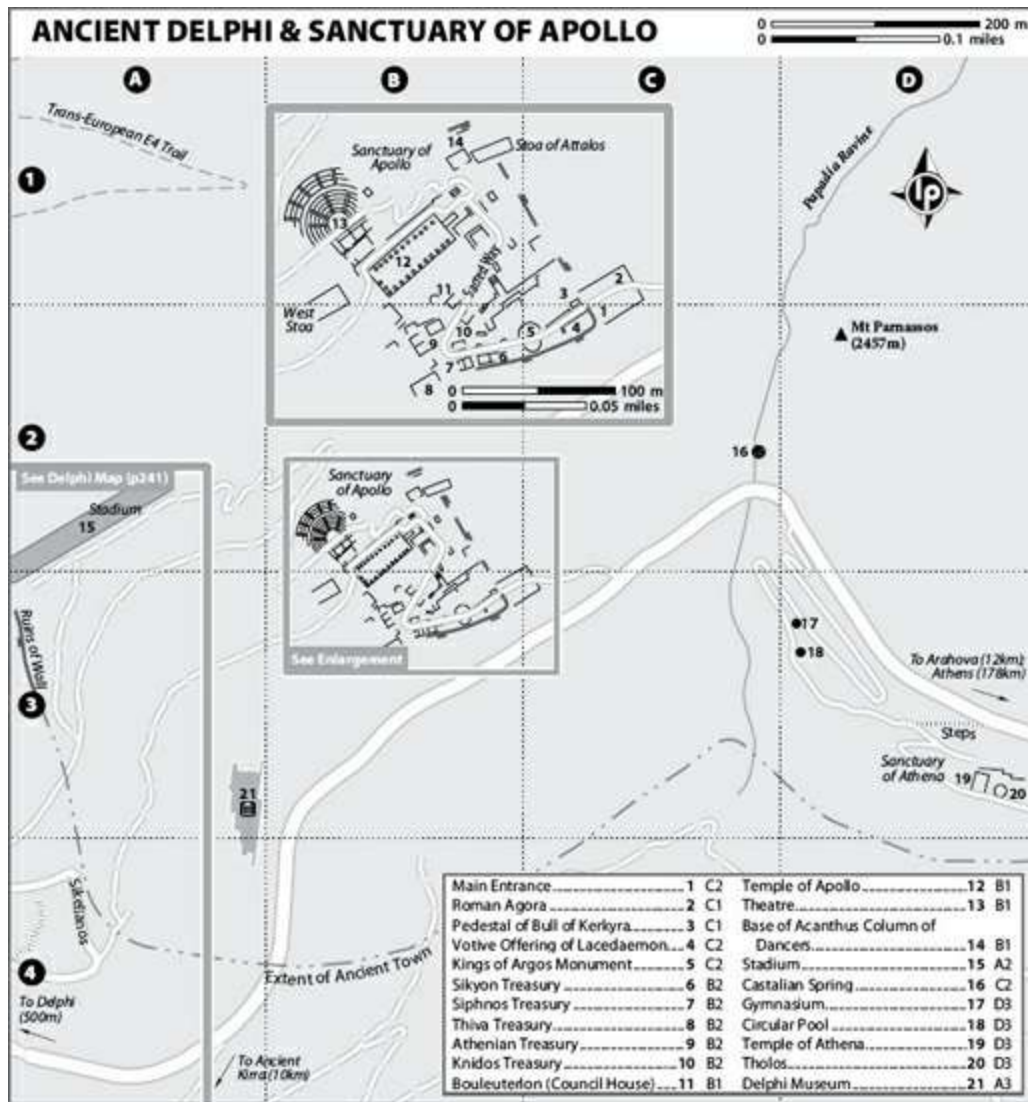 ANCIENT DELPHI & SANCTUARY OF APOLLO
0 200 m
0 0.1 miles
A
B
C
D
Trans-European E4 Trail
1
Sanctuary of
Apollo
14
Stoa of Attalos
13
12
Sacred Way
11
West
Stoa
10
9
7
8
6
5
4
3
2
1
0 100 m
0 0.05 miles
Papadia Ravine
lp
Mt Parnassos
(2457m)
2
16
See Delphi Map (p241)
Stadium
15
Sanctuary
of Apollo
See Enlargement
Ruins of Wall
3
17
18
To Arahova (12km);
Athens (178km)
Steps
Sanctuary
of Athena
19
20
21
Sikelianos
4
Extent of Ancient Town
To Delphi
(500m)
To Ancient
Kirra (10km)
Main Entrance 1 C2
Roman Agora 2 C1
Pedestal of Bull of Kerkyra 3 C1
Votive Offering of Lacedaemon 4 C2
Kings of Argos Monument 5 C2
Sikyon Treasury 6 B2
Siphnos Treasury 7 B2
Thiva Treasury 8 B2
Athenian Treasury 9 B2
Knidos Treasury 10 B2
Bouleuterion (Council House) 11 B1
Temple of Apollo 12 B1
Theatre 13 B1
Base of Acanthus Column of
Dancers 14 B1
Stadium 15 A2
Castalian Spring 16 C2
Gymnasium 17 D3
Circular Pool 18 D3
Temple of Athena 19 D3
Tholos 20 D3
Delphi Museum 21 A3